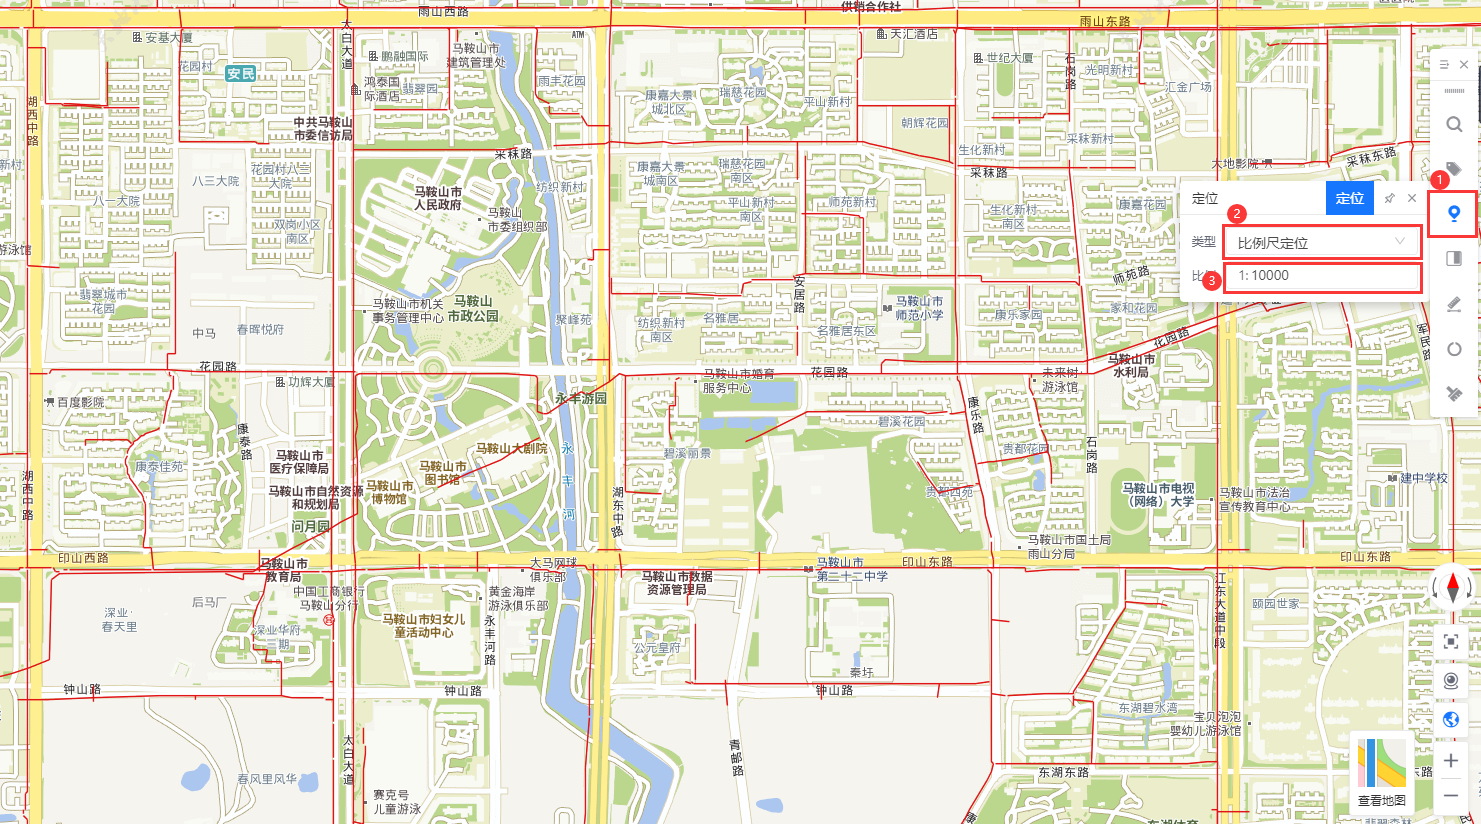 雨山西路
供销合作社
雨山东路
太白大道
安基大厦
花园村
安民
鹏融国际
马鞍山市
建筑管理处
ATM
天汇酒店
世纪大厦
石岗路
光明新村
汇金广场
鸿泰国
际酒店
翡翠园
雨丰花园
康嘉大景
城北区
瑞慈花园
平山新村
朝辉花园
湖西中路
中共马鞍山
市委信访局
采秣路
生化新村
采秣新村
大地影院
采秣东路
采秣路
花园村八三
大院
八三大院
八一大院
双岗小区
南区
游泳馆
马鞍山市
人民政府
马鞍山
市委组织部
纺织新村
康嘉大景
城南区
瑞慈花园
南区
平山新村
南区
师苑新村
生化新村
南区
康嘉花园
定位
定位
1
2
类型
比例尺定位
3
1: 10000
师苑路
翡翠城市
花园
中马
春晖悦府
马鞍山市机关
事务管理中心
马鞍山
市政公园
聚峰苑
纺织新村
南区
名雅居
安居路
名雅居东区
马鞍山市
师范小学
康乐家园
家和花园
花园路
军民路
花园路
功辉大厦
百度影院
马鞍山市婚育
服务中心
花园路
未来树
游泳馆
马鞍山市
水利局
永丰游园
康泰路
康泰佳苑
马鞍山市
医疗保障局
马鞍山大剧院
马鞍山市
图书馆
马鞍山市
博物馆
永丰河
碧溪丽景
碧溪花园
康乐路
贵都花园
贵都西苑
石岗路
湖西中路
马鞍山市自然资源
和规划局
问月园
湖东中路
马鞍山市电视
(网络) 大学
马鞍山市法治
宣传教育中心
建中学校
马鞍山市国土局
雨山分局
印山西路
马鞍山市
教育局
大马网球
俱乐部
马鞍山市数据
资源管理局
马鞍山市
第二十二中学
印山东路
印山东路
深业·
春天里
后马厂
中国工商银行
马鞍山分行
深业华府
三期
马鞍山市妇女儿
童活动中心
黄金海岸
游泳俱乐部
永丰河路
公元皇府
秦圩
江东大道中段
颐园世家
钟山路
钟山路
钟山路
东湖碧水湾
宝贝泡泡
婴幼儿游泳馆
太白大道
春风里风华
赛克号
儿童游泳
青邮路
东湖东路
查看地图